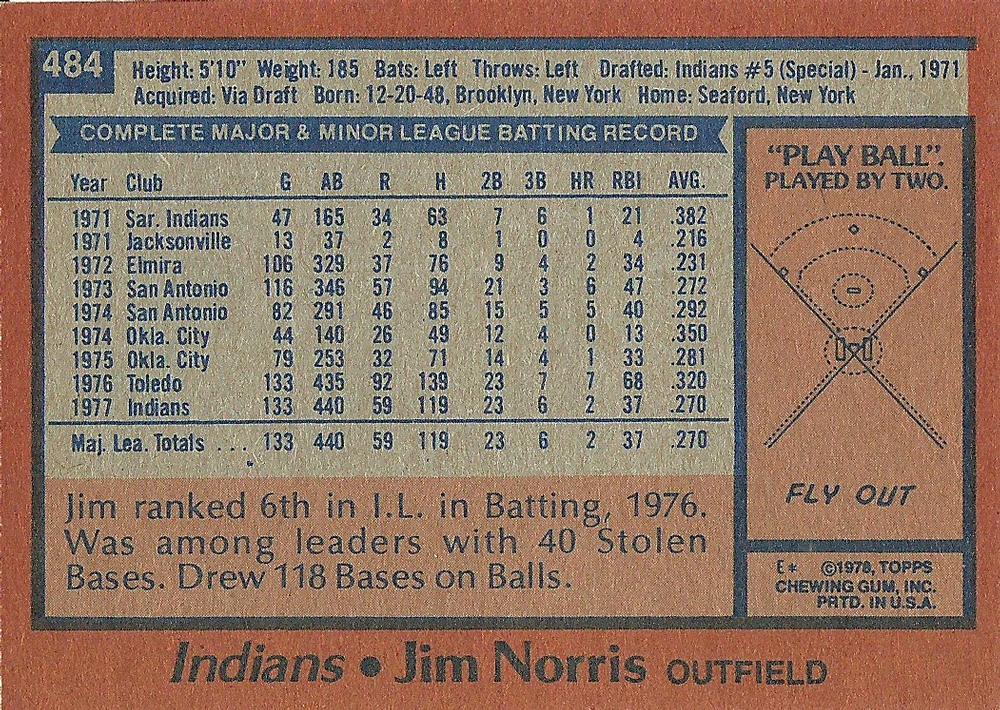 484
Height: 5'10" Weight: 185 Bats: Left Throws: Left Drafted: Indians #5 (Special) - Jan., 1971
Acquired: Via Draft Born: 12-20-48, Brooklyn, New York Home: Seaford, New York
COMPLETE MAJOR & MINOR LEAGUE BATTING RECORD
Year Club G AB R H 2B 3B HR RBI AVG.
1971 Sar. Indians 47 165 34 63 7 6 1 21 .382
1971 Jacksonville 13 37 2 8 1 0 0 4 .216
1972 Elmira 106 329 37 76 9 4 2 34 .231
1973 San Antonio 116 346 57 94 21 3 6 47 .272
1974 San Antonio 82 291 46 85 15 5 5 40 .292
1974 Okla. City 44 140 26 49 12 4 0 13 .350
1975 Okla. City 79 253 32 71 14 4 1 33 .281
1976 Toledo 133 435 92 139 23 7 7 68 .320
1977 Indians 133 440 59 119 23 6 2 37 .270
Maj. Lea. Totals ... 133 440 59 119 23 6 2 37 .270
Jim ranked 6th in I.L. in Batting, 1976.
Was among leaders with 40 Stolen
Bases. Drew 118 Bases on Balls.
"PLAY BALL".
PLAYED BY TWO.
FLY OUT
E* ©1978, TOPPS
CHEWING GUM, INC.
PRTD. IN U.S.A.
Indians • Jim Norris OUTFIELD